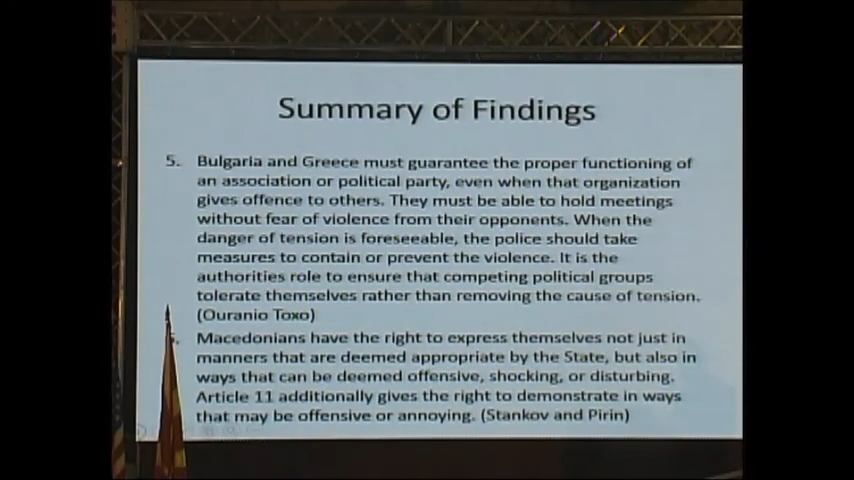 Summary of Findings
5. Bulgaria and Greece must guarantee the proper functioning of
an association or political party, even when that organization
gives offence to others. They must be able to hold meetings
without fear of violence from their opponents. When the
danger of tension is foreseeable, the police should take
measures to contain or prevent the violence. It is the
authorities role to ensure that competing political groups
tolerate themselves rather than removing the cause of tension.
(Ouranio Toxo)
Macedonians have the right to express themselves not just in
manners that are deemed appropriate by the State, but also in
ways that can be deemed offensive, shocking, or disturbing.
Article 11 additionally gives the right to demonstrate in ways
that may be offensive or annoying. (Stankov and Pirin)